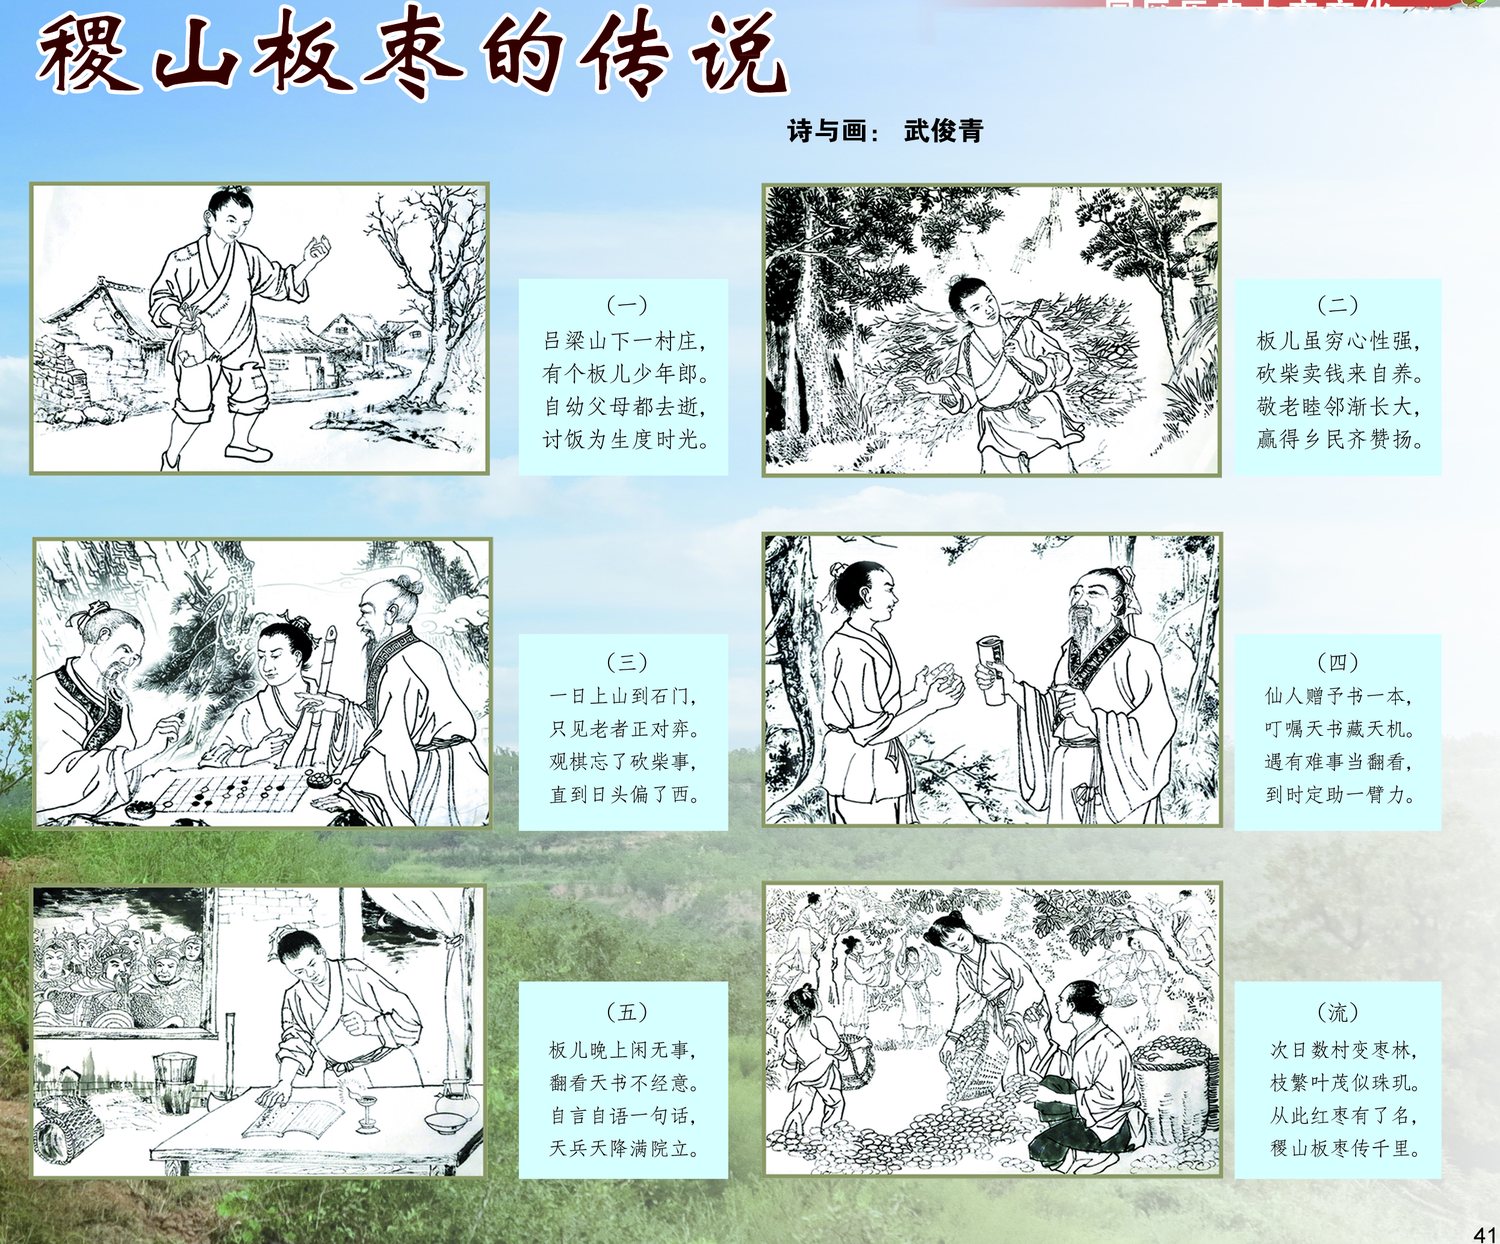 稷山板枣的传说
诗与画： 武俊青
（一）
吕梁山下一村庄，
有个板儿少年郎。
自幼父母都去逝，
讨饭为生度时光。
（二）
板儿虽穷心性强，
砍柴卖钱来自养。
敬老睦邻渐长大，
赢得乡民齐赞扬。
（三）
一日上山到石门，
只见老者正对弈。
观棋忘了砍柴事，
直到日头偏了西。
（四）
仙人赠予书一本，
叮嘱天书藏天机。
遇有难事当翻看，
到时定助一臂力。
（五）
板儿晚上闲无事，
翻看天书不经意。
自言自语一句话，
天兵天降满院立。
（流）
次日数村变枣林，
枝繁叶茂似珠玑。
从此红枣有了名，
稷山板枣传千里。
41